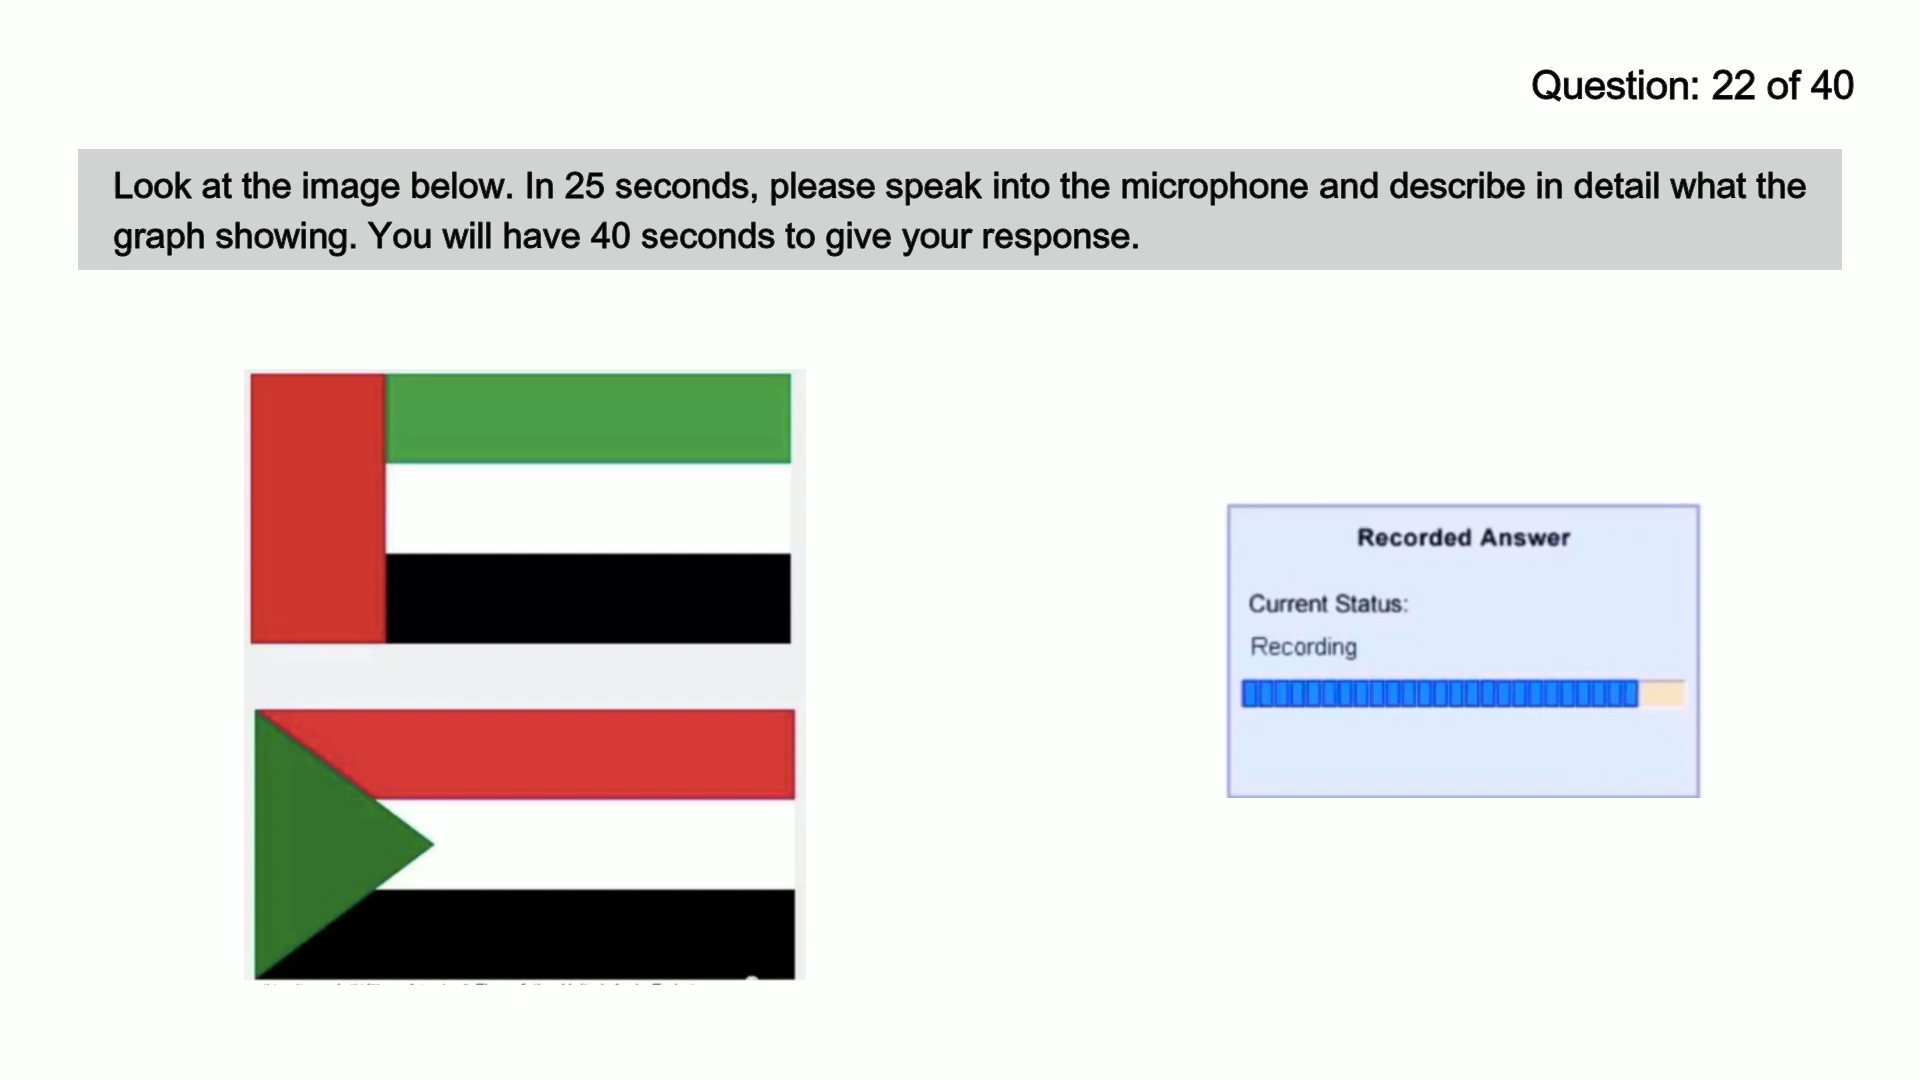 Question: 22 of 40
Look at the image below. In 25 seconds, please speak into the microphone and describe in detail what the
graph showing. You will have 40 seconds to give your response.
Recorded Answer
Current Status:
Recording